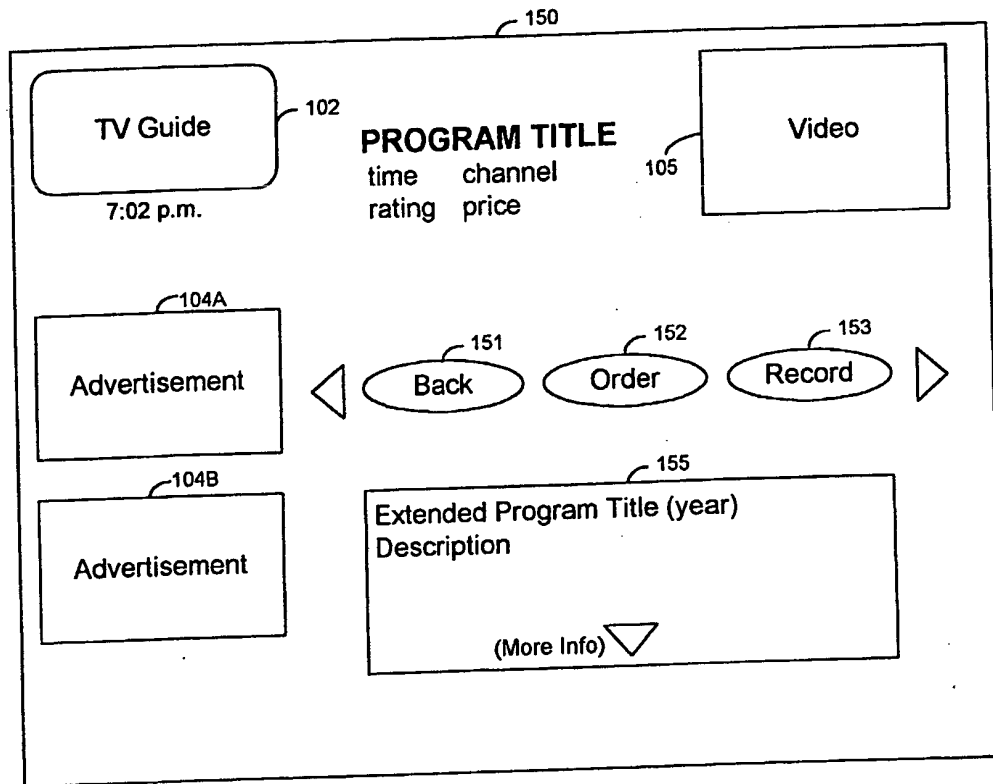 150
TV Guide
102
7:02 p.m.
PROGRAM TITLE
time channel
rating price
105
Video
104A
Advertisement
151
Back
152
Order
153
Record
104B
Advertisement
155
Extended Program Title (year)
Description
(More Info)